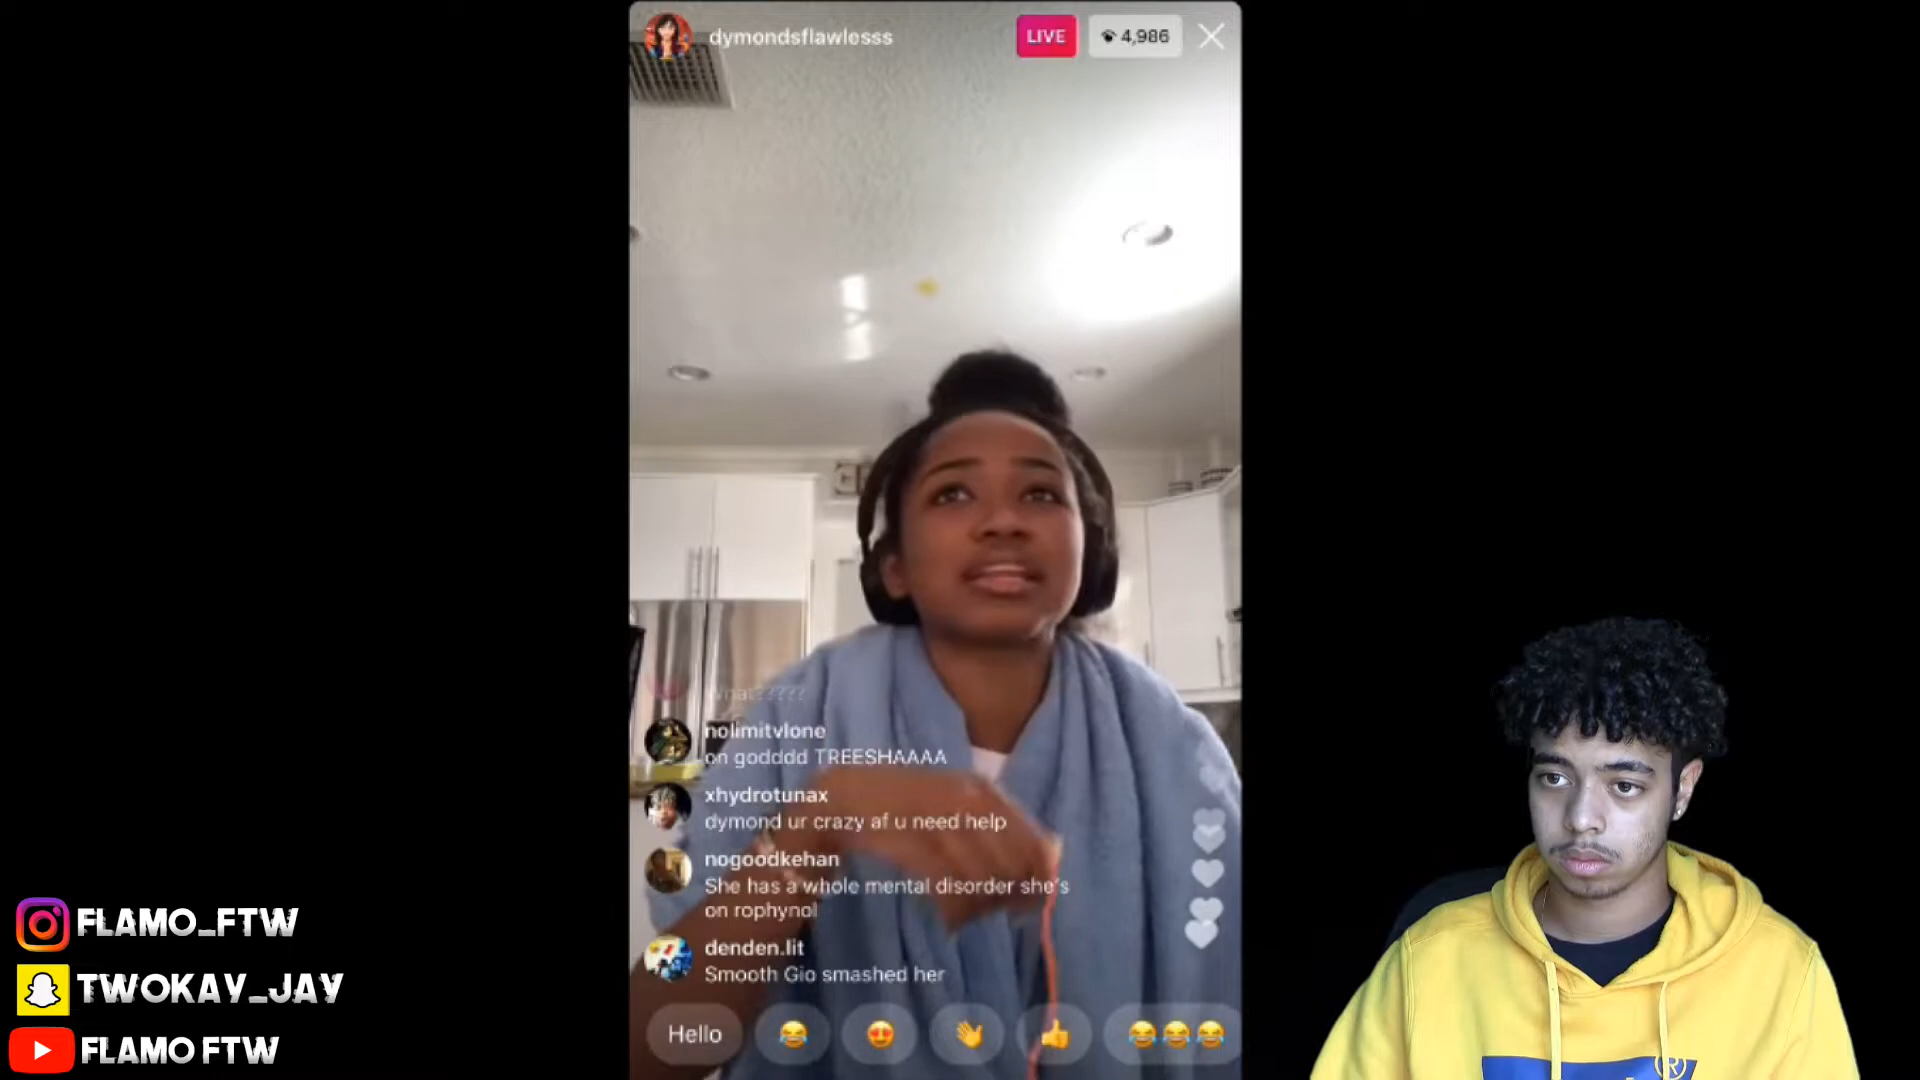 dymondsflawlesss
LIVE
4,986
What?????
nolimitvlone
on godddd TREESHAAAA
xhydrotunax
dymond ur crazy af u need help
nogoodkehan
She has a whole mental disorder she's
on rophynol
denden.lit
Smooth Gio smashed her
Hello
FLAMO_FTW
TWOKAY_JAY
FLAMO FTW
®